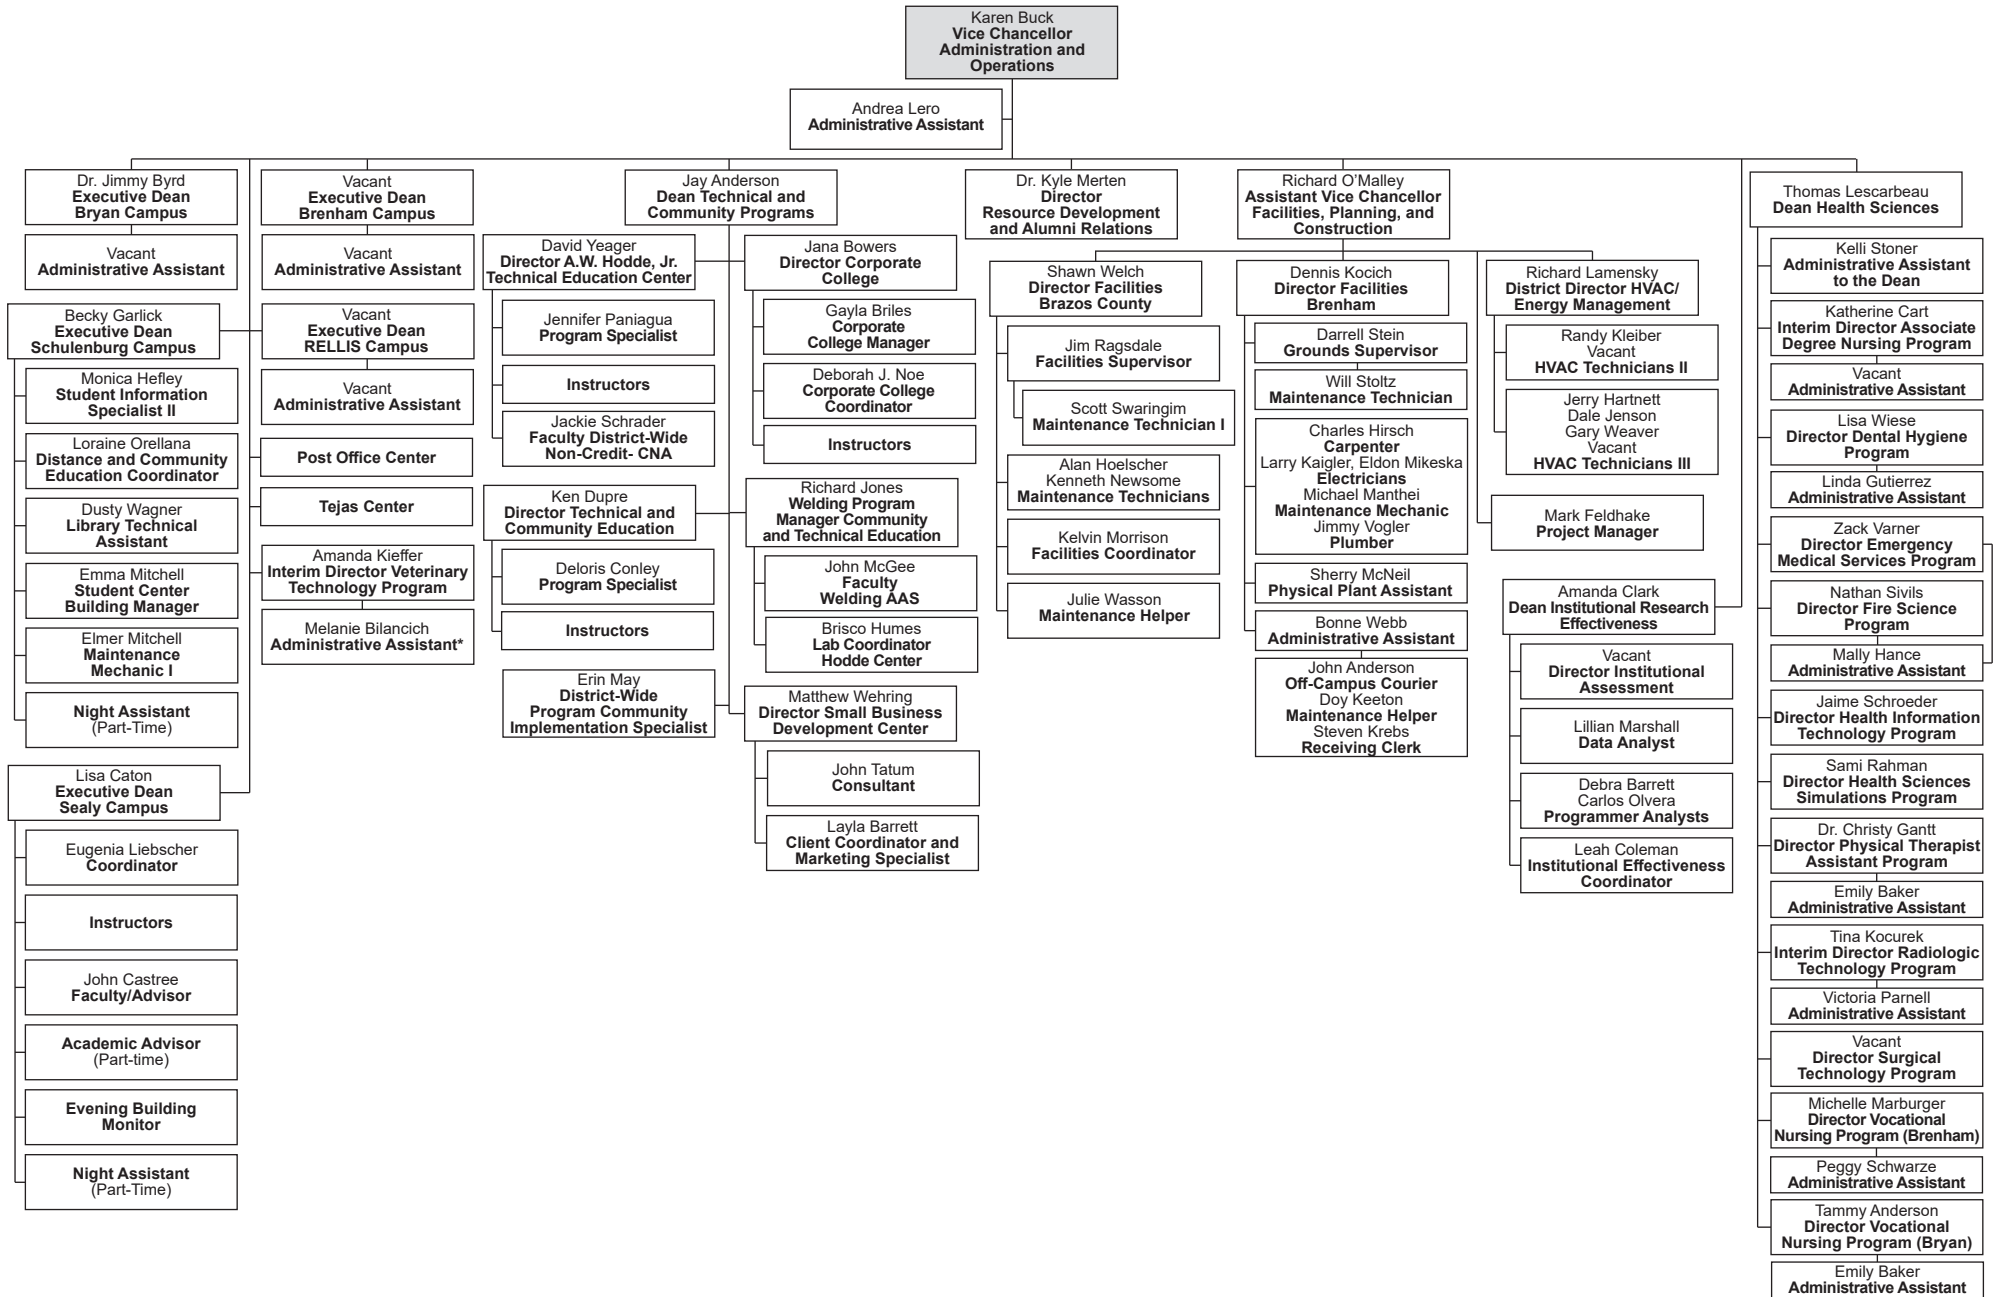 Karen Buck
Vice Chancellor
Administration and
Operations
Andrea Lero
Administrative Assistant
Dr. Jimmy Byrd
Executive Dean
Bryan Campus
Vacant
Administrative Assistant
Becky Garlick
Executive Dean
Schulenburg Campus
Monica Hefley
Student Information
Specialist II
Loraine Orellana
Distance and Community
Education Coordinator
Dusty Wagner
Library Technical
Assistant
Emma Mitchell
Student Center
Building Manager
Elmer Mitchell
Maintenance
Mechanic I
Night Assistant
(Part-Time)
Lisa Caton
Executive Dean
Sealy Campus
Eugenia Liebscher
Coordinator
Instructors
John Castree
Faculty/Advisor
Academic Advisor
(Part-time)
Evening Building
Monitor
Night Assistant
(Part-Time)
Vacant
Executive Dean
Brenham Campus
Vacant
Administrative Assistant
Vacant
Executive Dean
RELLIS Campus
Vacant
Administrative Assistant
Post Office Center
Tejas Center
Amanda Kieffer
Interim Director Veterinary
Technology Program
Melanie Bilancich
Administrative Assistant*
Jay Anderson
Dean Technical and
Community Programs
David Yeager
Director A.W. Hodde, Jr.
Technical Education Center
Jennifer Paniagua
Program Specialist
Instructors
Jackie Schrader
Faculty District-Wide
Non-Credit- CNA
Ken Dupre
Director Technical and
Community Education
Deloris Conley
Program Specialist
Instructors
Erin May
District-Wide
Program Community
Implementation Specialist
Jana Bowers
Director Corporate
College
Gayla Briles
Corporate
College Manager
Deborah J. Noe
Corporate College
Coordinator
Instructors
Richard Jones
Welding Program
Manager Community
and Technical Education
John McGee
Faculty
Welding AAS
Brisco Humes
Lab Coordinator
Hodde Center
Matthew Wehring
Director Small Business
Development Center
John Tatum
Consultant
Layla Barrett
Client Coordinator and
Marketing Specialist
Dr. Kyle Merten
Director
Resource Development
and Alumni Relations
Richard O’Malley
Assistant Vice Chancellor
Facilities, Planning, and
Construction
Shawn Welch
Director Facilities
Brazos County
Jim Ragsdale
Facilities Supervisor
Scott Swaringim
Maintenance Technician I
Alan Hoelscher
Kenneth Newsome
Maintenance Technicians
Kelvin Morrison
Facilities Coordinator
Julie Wasson
Maintenance Helper
Dennis Kocich
Director Facilities
Brenham
Darrell Stein
Grounds Supervisor
Will Stoltz
Maintenance Technician
Charles Hirsch
Carpenter
Larry Kaigler, Eldon Mikeska
Electricians
Michael Manthei
Maintenance Mechanic
Jimmy Vogler
Plumber
Sherry McNeil
Physical Plant Assistant
Bonne Webb
Administrative Assistant
John Anderson
Off-Campus Courier
Doy Keeton
Maintenance Helper
Steven Krebs
Receiving Clerk
Richard Lamensky
District Director HVAC/
Energy Management
Randy Kleiber
Vacant
HVAC Technicians II
Jerry Hartnett
Dale Jenson
Gary Weaver
Vacant
HVAC Technicians III
Mark Feldhake
Project Manager
Amanda Clark
Dean Institutional Research
Effectiveness
Vacant
Director Institutional
Assessment
Lillian Marshall
Data Analyst
Debra Barrett
Carlos Olvera
Programmer Analysts
Leah Coleman
Institutional Effectiveness
Coordinator
Thomas Lescarbeau
Dean Health Sciences
Kelli Stoner
Administrative Assistant
to the Dean
Katherine Cart
Interim Director Associate
Degree Nursing Program
Vacant
Administrative Assistant
Lisa Wiese
Director Dental Hygiene
Program
Linda Gutierrez
Administrative Assistant
Zack Varner
Director Emergency
Medical Services Program
Nathan Sivils
Director Fire Science
Program
Mally Hance
Administrative Assistant
Jaime Schroeder
Director Health Information
Technology Program
Sami Rahman
Director Health Sciences
Simulations Program
Dr. Christy Gantt
Director Physical Therapist
Assistant Program
Emily Baker
Administrative Assistant
Tina Kocurek
Interim Director Radiologic
Technology Program
Victoria Parnell
Administrative Assistant
Vacant
Director Surgical
Technology Program
Michelle Marburger
Director Vocational
Nursing Program (Brenham)
Peggy Schwarze
Administrative Assistant
Tammy Anderson
Director Vocational
Nursing Program (Bryan)
Emily Baker
Administrative Assistant